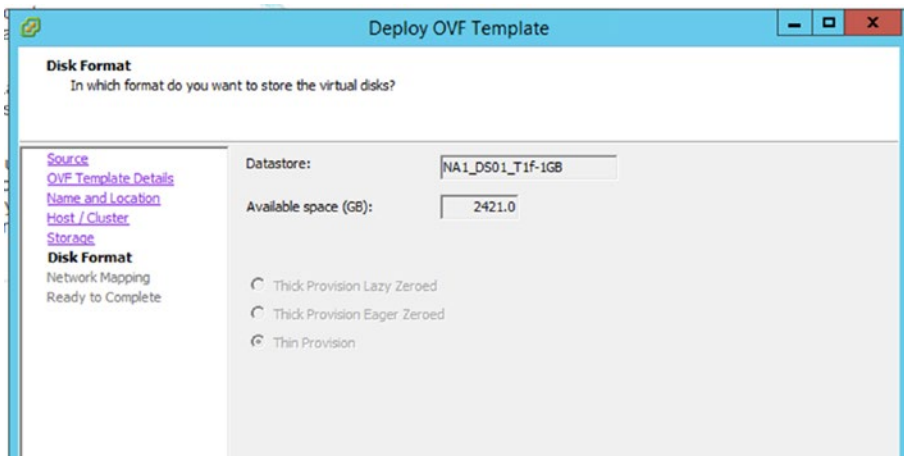 Deploy OVF Template
Disk Format
In which format do you want to store the virtual disks?
Source
OVF Template Details
Name and Location
Host / Cluster
Storage
Disk Format
Network Mapping
Ready to Complete
Datastore:
NA1_DS01_T1f-1GB
Available space (GB):
2421.0
Thick Provision Lazy Zeroed
Thick Provision Eager Zeroed
Thin Provision